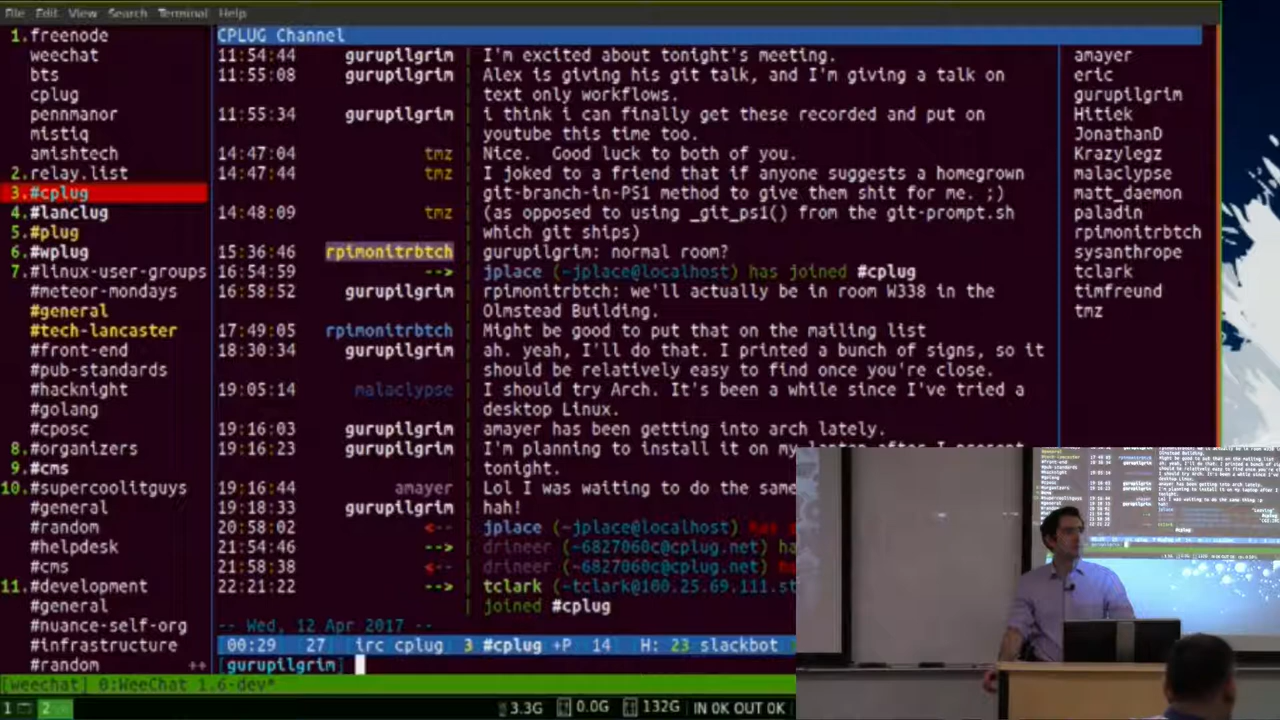 File Edit View Search Terminal Help
1.freenode
weechat
bts
cplug
pennmanor
mistiq
amishtech
2.relay.list
3.#cplug
4.#lanclug
5.#plug
6.#wplug
7.#linux-user-groups
#meteor-mondays
#general
#tech-lancaster
#front-end
#pub-standards
#hacknight
#golang
#cposc
8.#organizers
9.#cms
10.#supercoolitguys
#general
#random
#helpdesk
#cms
11.#development
#general
#nuance-self-org
#infrastructure
#random ++
CPLUG Channel
11:54:44 gurupilgrim | I'm excited about tonight's meeting.
11:55:08 gurupilgrim | Alex is giving his git talk, and I'm giving a talk on
text only workflows.
11:55:34 gurupilgrim | i think i can finally get these recorded and put on
youtube this time too.
14:47:04 tmz | Nice. Good luck to both of you.
14:47:44 tmz | I joked to a friend that if anyone suggests a homegrown
git-branch-in-PS1 method to give them shit for me. ;)
14:48:09 tmz | (as opposed to using _git_ps1() from the git-prompt.sh
which git ships)
15:36:46 rpimonitrbtch | gurupilgrim: normal room?
16:54:59 --> | jplace (~jplace@localhost) has joined #cplug
16:58:52 gurupilgrim | rpimonitrbtch: we'll actually be in room W338 in the
Olmstead Building.
17:49:05 rpimonitrbtch | Might be good to put that on the mailing list
18:30:34 gurupilgrim | ah. yeah, I'll do that. I printed a bunch of signs, so it
should be relatively easy to find once you're close.
19:05:14 malaclypse | I should try Arch. It's been a while since I've tried a
desktop Linux.
19:16:03 gurupilgrim | amayer has been getting into arch lately.
19:16:23 gurupilgrim | I'm planning to install it on my laptop after I present
tonight.
19:16:44 amayer | Lol I was waiting to do the same
19:18:33 gurupilgrim | hah!
20:58:02 <-- | jplace (~jplace@localhost) has
21:54:46 --> | drineer (~6827060c@cplug.net) ha
21:58:38 <-- | drineer (~6827060c@cplug.net) ha
22:21:22 --> | tclark (~tclark@100.25.69.111.st
| joined #cplug
-- Wed, 12 Apr 2017 --
00:29 27 irc cplug 3 #cplug +P 14 H: 23 slackbot
[gurupilgrim]
amayer
eric
gurupilgrim
Hitiek
JonathanD
Krazylegz
malaclypse
matt_daemon
paladin
rpimonitrbtch
sysanthrope
tclark
timfreund
tmz
[weechat] 0:WeeChat 1.6-dev*
1 2 3.3G 0.0G 132G IN OK OUT OK